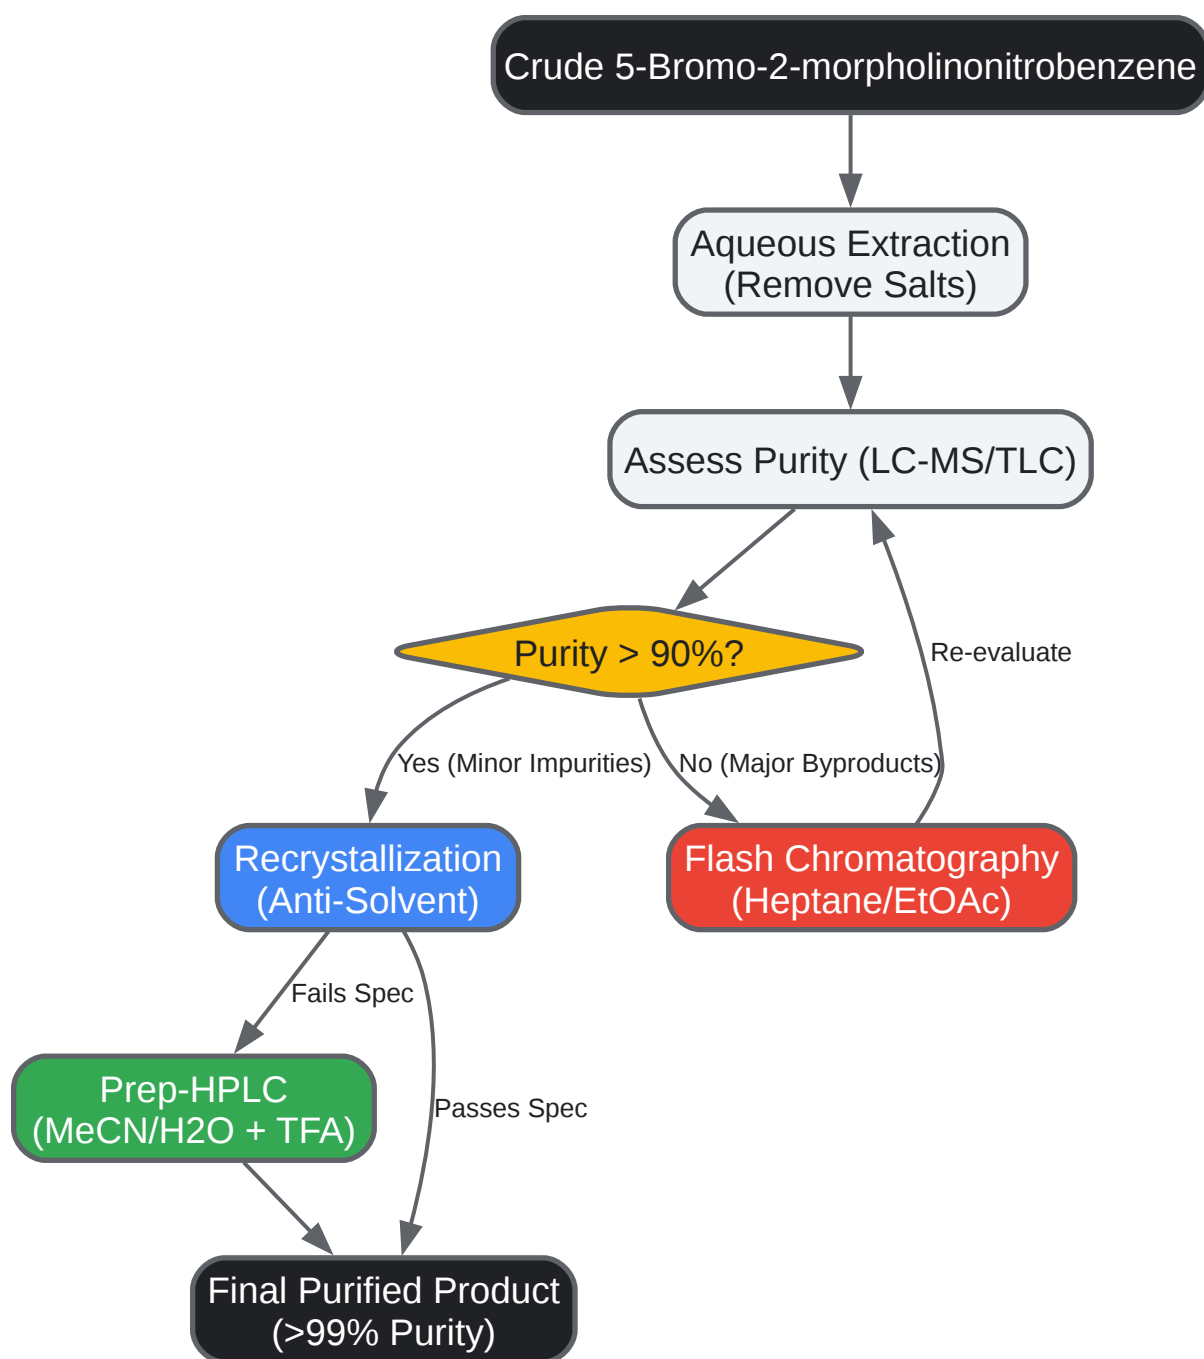 Crude 5-Bromo-2-morpholinonitrobenzene
Aqueous Extraction
(Remove Salts)
Assess Purity (LC-MS/TLC)
Purity > 90%?
Re-evaluate
Yes (Minor Impurities)
No (Major Byproducts)
Recrystallization
(Anti-Solvent)
Flash Chromatography
(Heptane/EtOAc)
Fails Spec
Prep-HPLC
(MeCN/H2O + TFA)
Passes Spec
Final Purified Product
(>99% Purity)